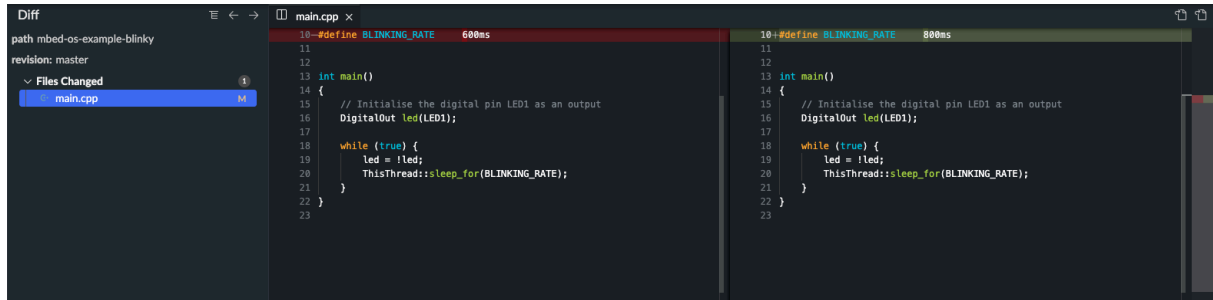 Diff
path mbed-os-example-blinky
revision: master
Files Changed 1
main.cpp M
main.cpp ×
10-#define BLINKING_RATE 600ms
11
12
13 int main()
14 {
15 // Initialise the digital pin LED1 as an output
16 DigitalOut led(LED1);
17
18 while (true) {
19 led = !led;
20 ThisThread::sleep_for(BLINKING_RATE);
21 }
22 }
23
10+#define BLINKING_RATE 800ms
11
12
13 int main()
14 {
15 // Initialise the digital pin LED1 as an output
16 DigitalOut led(LED1);
17
18 while (true) {
19 led = !led;
20 ThisThread::sleep_for(BLINKING_RATE);
21 }
22 }
23